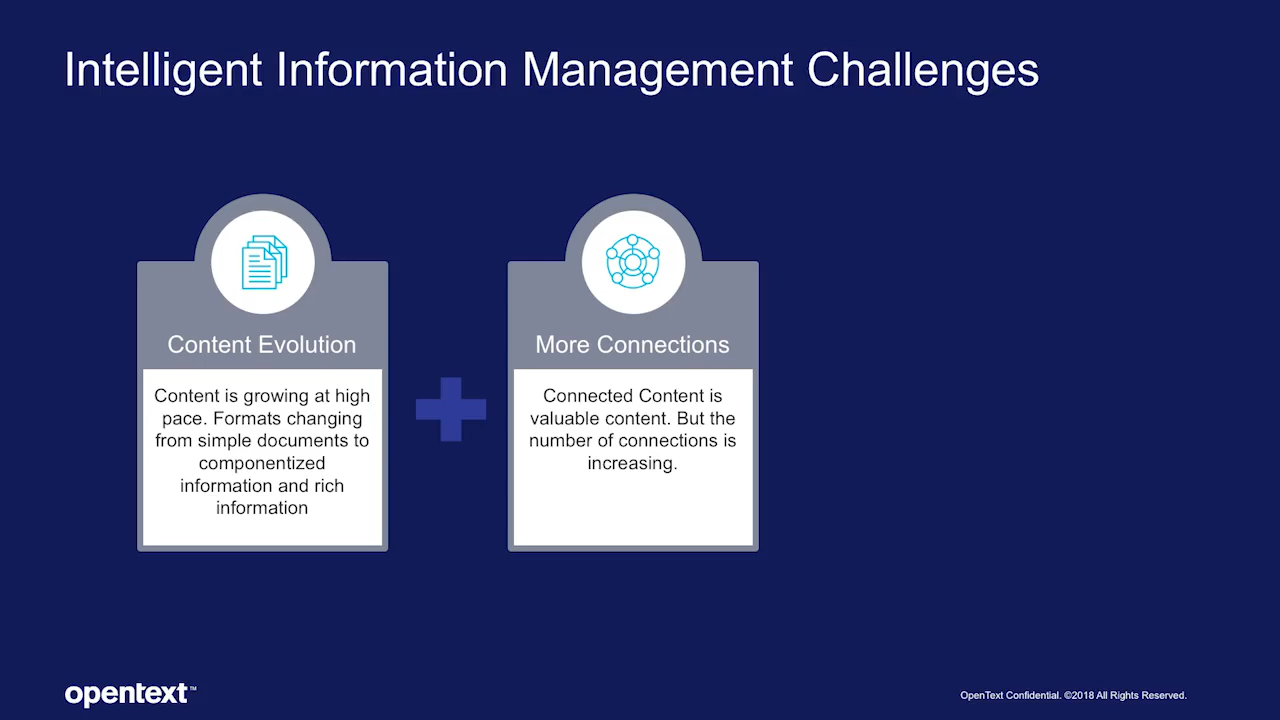 Intelligent Information Management Challenges
Content Evolution
Content is growing at high
pace. Formats changing
from simple documents to
componentized
information and rich
information
More Connections
Connected Content is
valuable content. But the
number of connections is
increasing.
opentext™
OpenText Confidential. ©2018 All Rights Reserved.